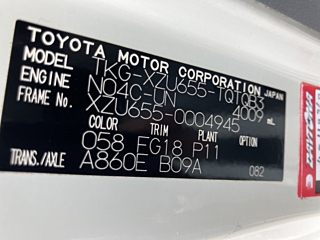 TOYOTA MOTOR CORPORATION JAPAN
MODEL TKG-XZU655-TQTQB3
ENGINE N04C-UN 4009 mL
FRAME No. XZU655-0004945
COLOR TRIM PLANT OPTION
058 FG18 P11
TRANS./AXLE A860E B09A 082